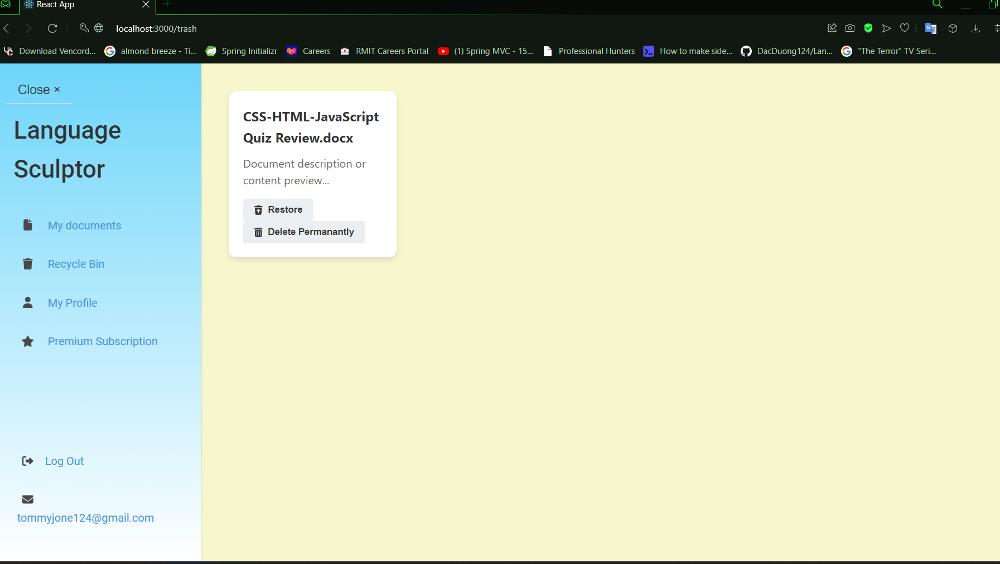 React App
localhost:3000/trash
Download Vencord... almond breeze - Ti... Spring Initializr Careers RMIT Careers Portal (1) Spring MVC - 15... Professional Hunters How to make side... DacDuong124/Lan... "The Terror" TV Seri...
Close ×
Language
Sculptor
My documents
Recycle Bin
My Profile
Premium Subscription
Log Out
tommyjone124@gmail.com
CSS-HTML-JavaScript
Quiz Review.docx
Document description or
content preview...
Restore
Delete Permanantly